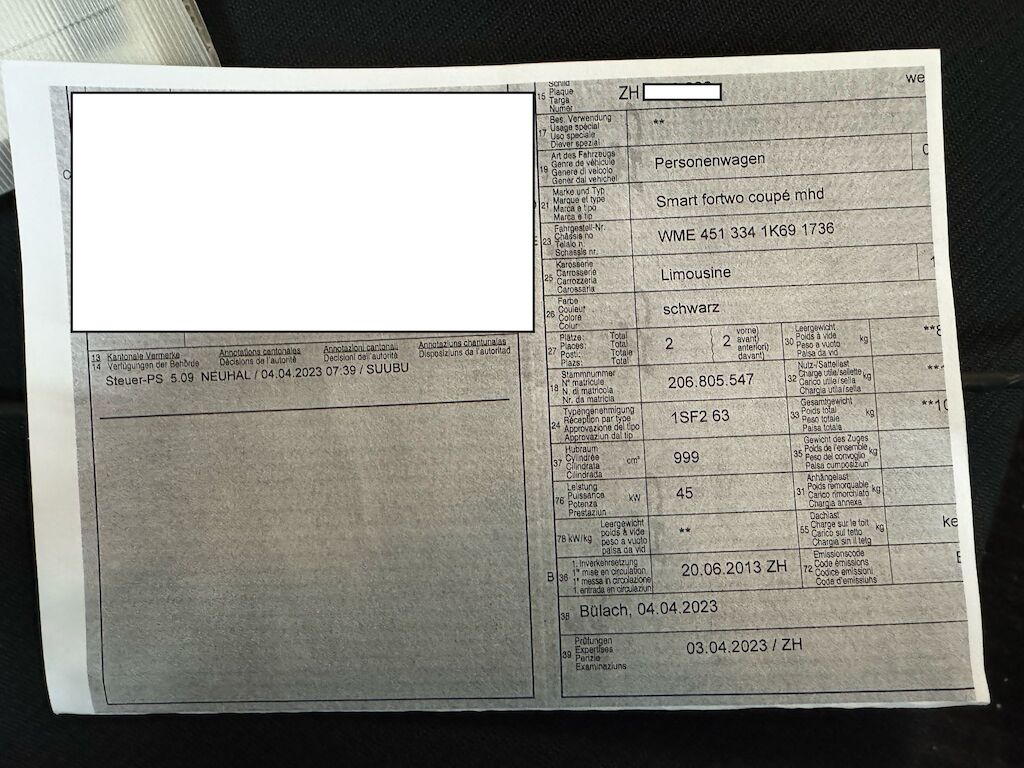 13 Kantonale Vermerke Annotations cantonales Annotazioni cantonali Annotaziuns chantunalas
14 Verfügungen der Behörde Décisions de l'autorité Decisioni dell'autorità Disposiziuns da l'autoritad
Steuer-PS 5.09 NEUHAL / 04.04.2023 07:39 / SUUBU
15 Schild
Plaque
Targa
Numer
ZH
we
17 Bes. Verwendung
Usage spécial
Uso speciale
Diever spezial
**
19 Art des Fahrzeugs
Genre de véhicule
Genere di veicolo
Gener dal vehichel
Personenwagen
21 Marke und Typ
Marque et type
Marca e tipo
Marca e tip
Smart fortwo coupé mhd
E 23 Fahrgestell-Nr.
Châssis no
Telaio n.
Schassis nr.
WME 451 334 1K69 1736
25 Karosserie
Carrosserie
Carrozzeria
Carossaria
Limousine
26 Farbe
Couleur
Colore
Colur
schwarz
27 Plätze: Total
Places: Total
Posti: Totale
Plazs: Total
2 ( 2 vorne)
avant)
anteriori)
davant)
30 Leergewicht
Poids à vide
Peso a vuoto
Paisa da vid
kg
18 Stammnummer
N° matricule
N. di matricola
Nr. da matricla
206.805.547
32 Nutz-/Sattellast
Charge utile/sellette
Carico utile/sella
Chargia utila/sella
kg
24 Typengenehmigung
Réception par type
Approvazione del tipo
Approvaziun dal tip
1SF2 63
33 Gesamtgewicht
Poids total
Peso totale
Paisa totala
kg
**10
37 Hubraum
Cylindrée
Cilindrata
Cilindrada
cm³
999
35 Gewicht des Zuges
Poids de l'ensemble
Peso del convoglio
Paisa cumposiziun
kg
76 Leistung
Puissance
Potenza
Prestaziun
kW
45
31 Anhängelast
Poids remorquable
Carico rimorchiato
Chargia annexa
kg
78 kW/kg Leergewicht
poids à vide
peso a vuoto
paisa da vid
**
55 Dachlast
Charge sur le toit
Carico sul tetto
Chargia sin il tetg
kg
ke
B 36 1. Inverkehrsetzung
1re mise en circulation
1a messa in circolazione
1. entrada en circulaziun
20.06.2013 ZH
72 Emissionscode
Code émissions
Codice emissioni
Code d'emissiuns
38 Bülach, 04.04.2023
39 Prüfungen
Expertises
Perizie
Examinaziuns
03.04.2023 / ZH